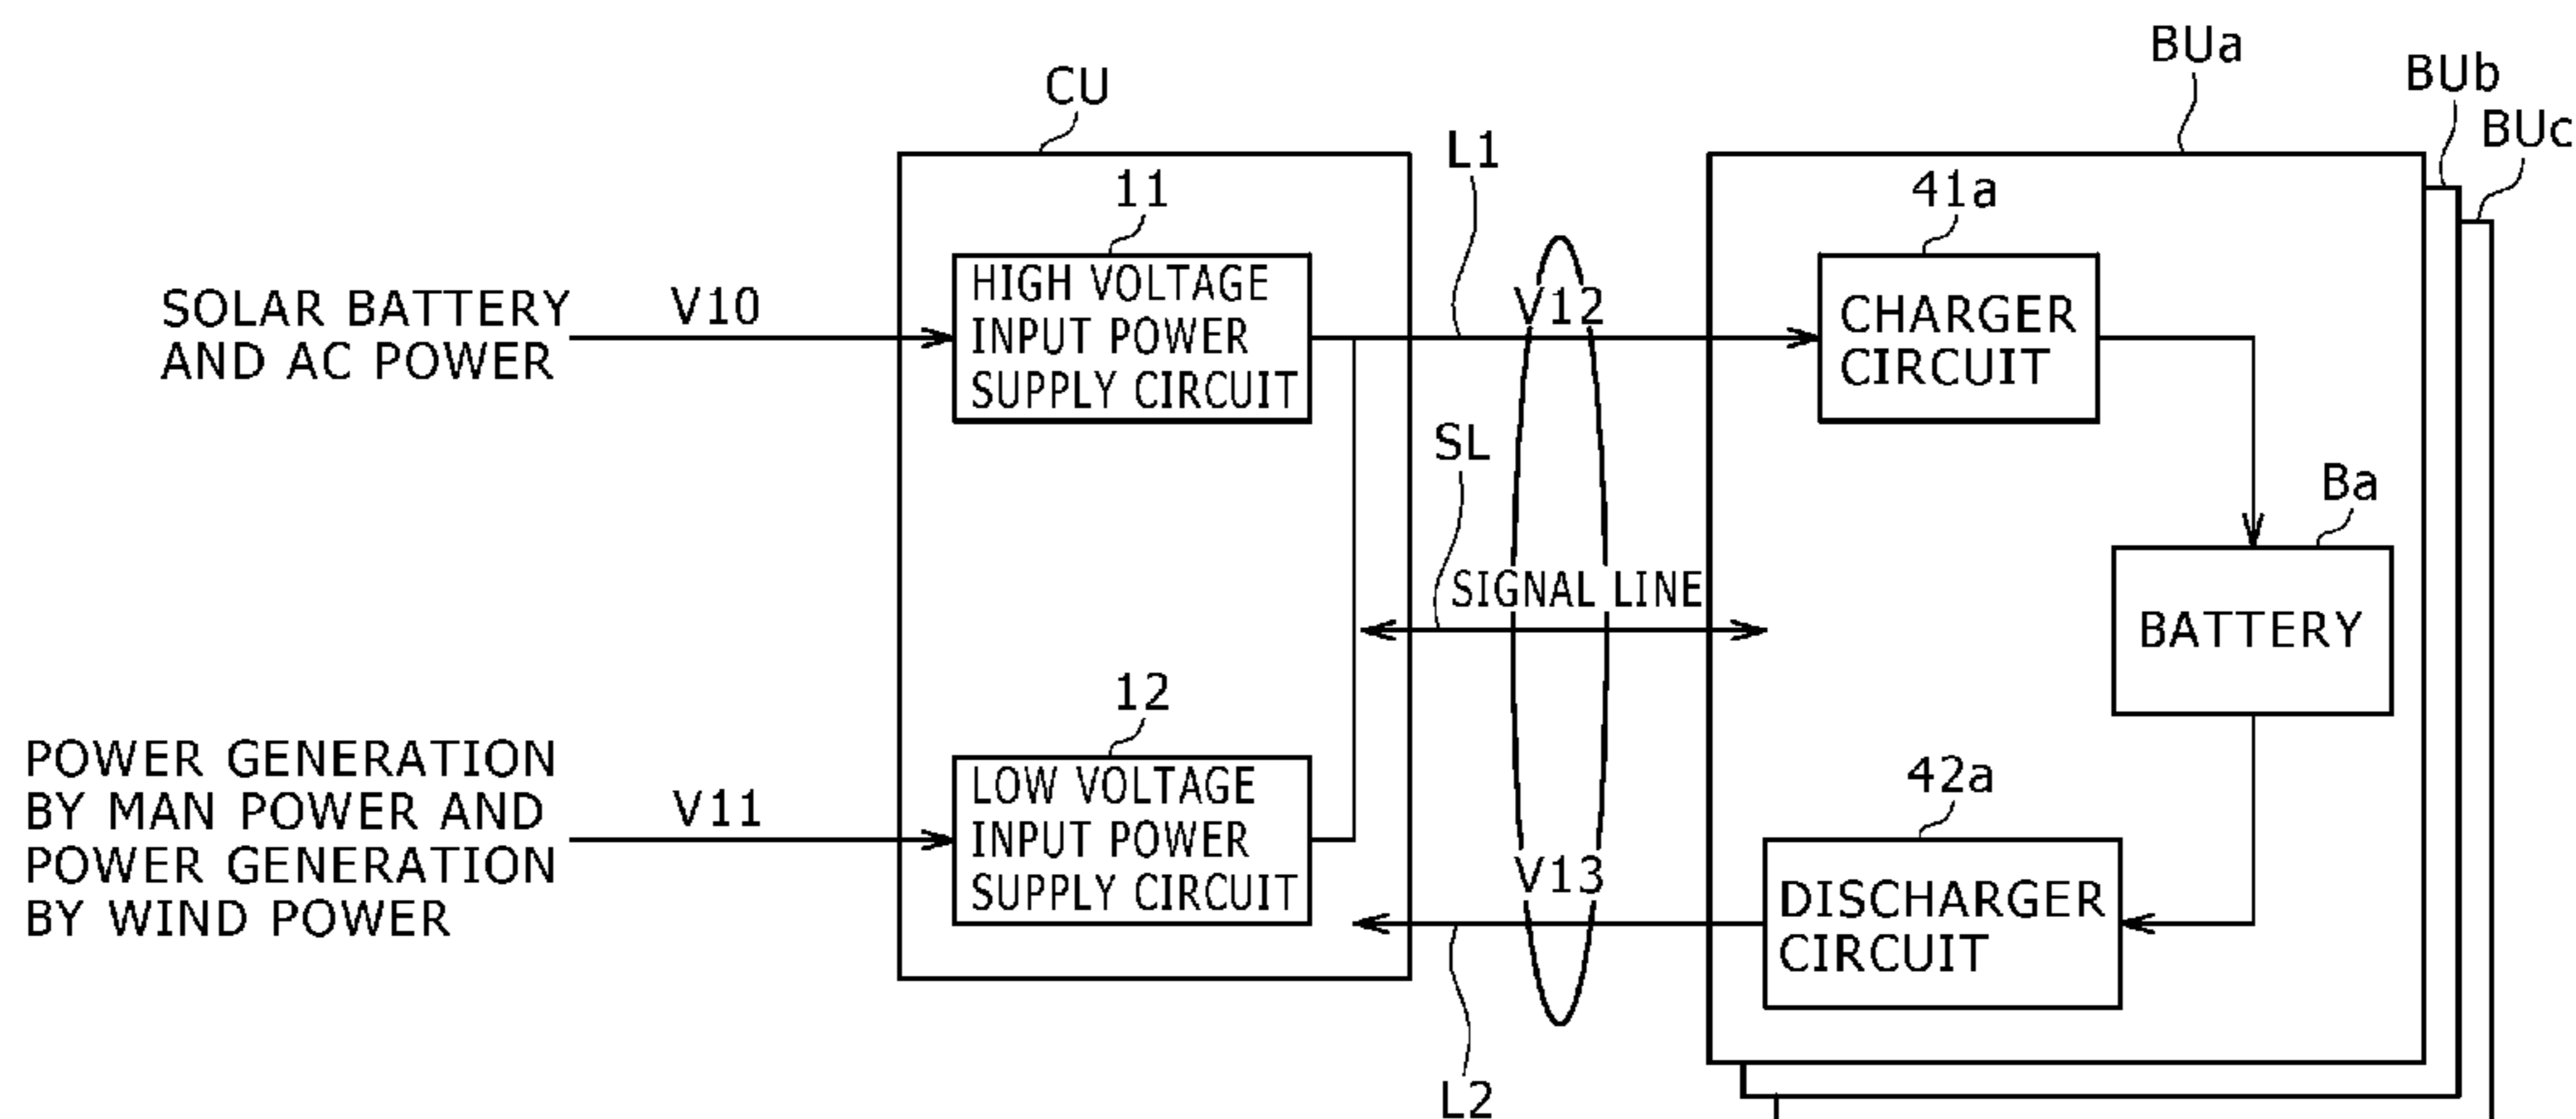 BUa
BUb
BUc
CU
L1
11
41a
HIGH VOLTAGE
INPUT POWER
SUPPLY CIRCUIT
SOLAR BATTERY
AND AC POWER
V10
V12
CHARGER
CIRCUIT
SL
Ba
SIGNAL LINE
BATTERY
12
42a
POWER GENERATION
BY MAN POWER AND
POWER GENERATION
BY WIND POWER
V11
LOW VOLTAGE
INPUT POWER
SUPPLY CIRCUIT
V13
DISCHARGER
CIRCUIT
L2